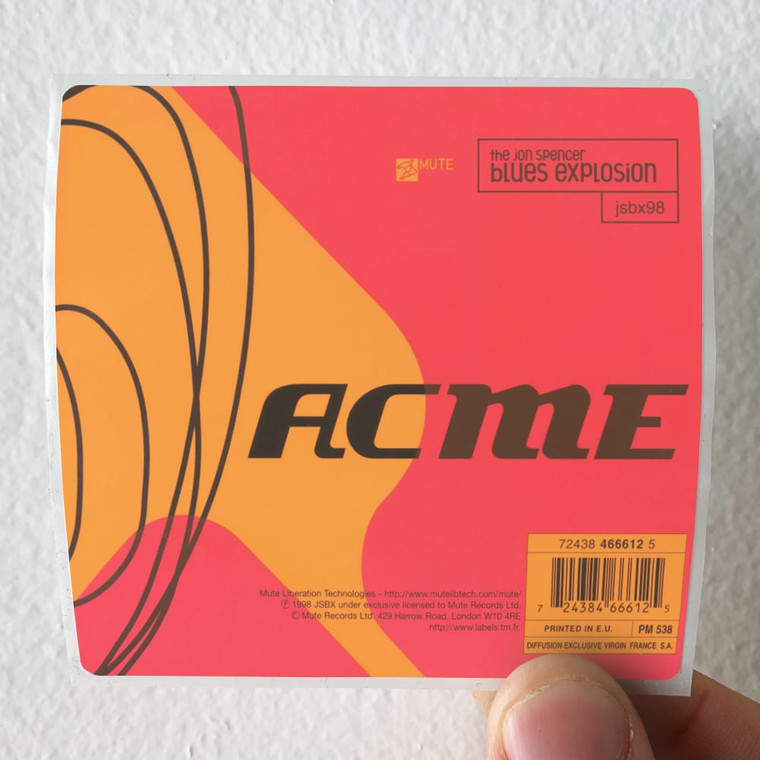 MUTE
the jon spencer
blues explosion
jsbx98
ACME
72438 466612 5
7 24384 66612 5
PRINTED IN E.U.
PM 538
DIFFUSION EXCLUSIVE VIRGIN FRANCE S.A.
Mute Liberation Technologies - http://www.mutelibtech.com/mute/
Ⓟ 1998 JSBX under exclusive licensed to Mute Records Ltd.
© Mute Records Ltd. 429 Harrow Road, London W10 4RE
http://www.labels.tm.fr.